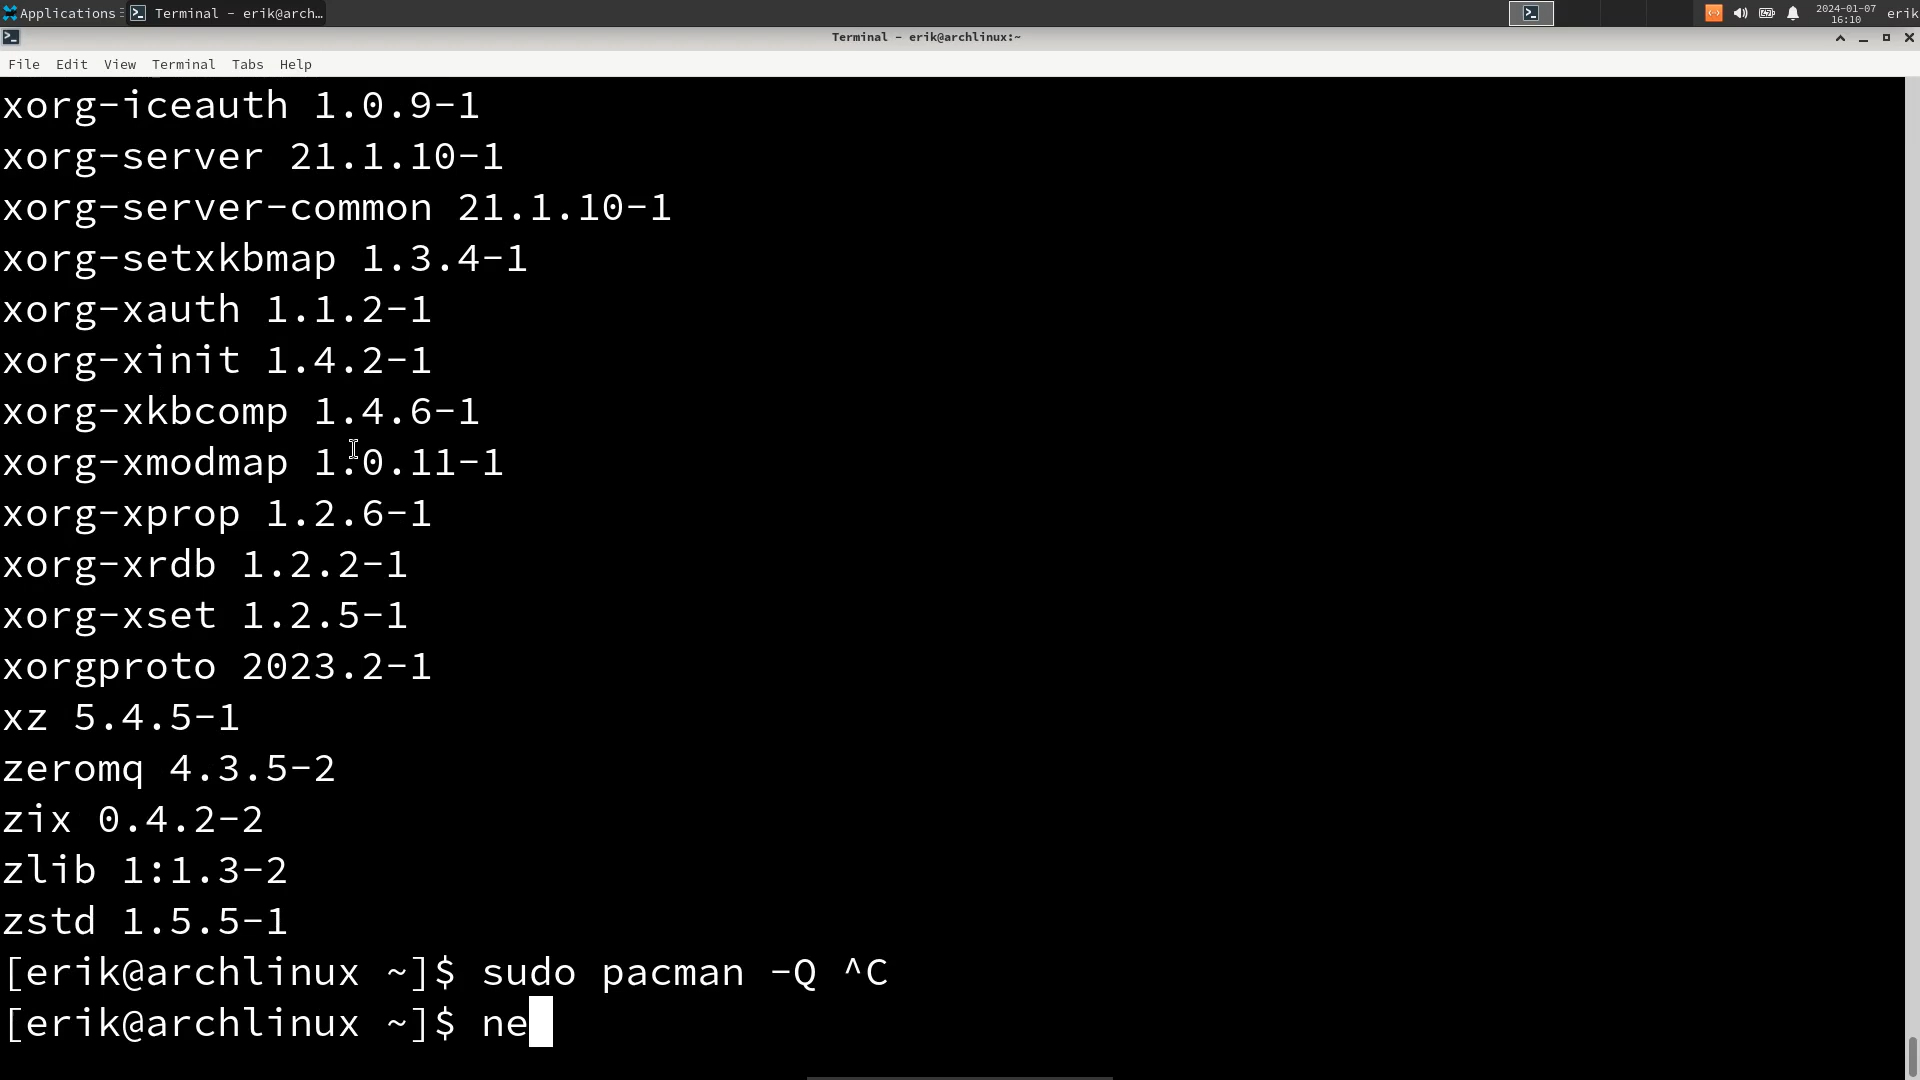 Applications
Terminal - erik@arch...
2024-01-07
16:10
erik
Terminal - erik@archlinux:~
File Edit View Terminal Tabs Help
xorg-iceauth 1.0.9-1
xorg-server 21.1.10-1
xorg-server-common 21.1.10-1
xorg-setxkbmap 1.3.4-1
xorg-xauth 1.1.2-1
xorg-xinit 1.4.2-1
xorg-xkbcomp 1.4.6-1
xorg-xmodmap 1.0.11-1
xorg-xprop 1.2.6-1
xorg-xrdb 1.2.2-1
xorg-xset 1.2.5-1
xorgproto 2023.2-1
xz 5.4.5-1
zeromq 4.3.5-2
zix 0.4.2-2
zlib 1:1.3-2
zstd 1.5.5-1
[erik@archlinux ~]$ sudo pacman -Q ^C
[erik@archlinux ~]$ ne